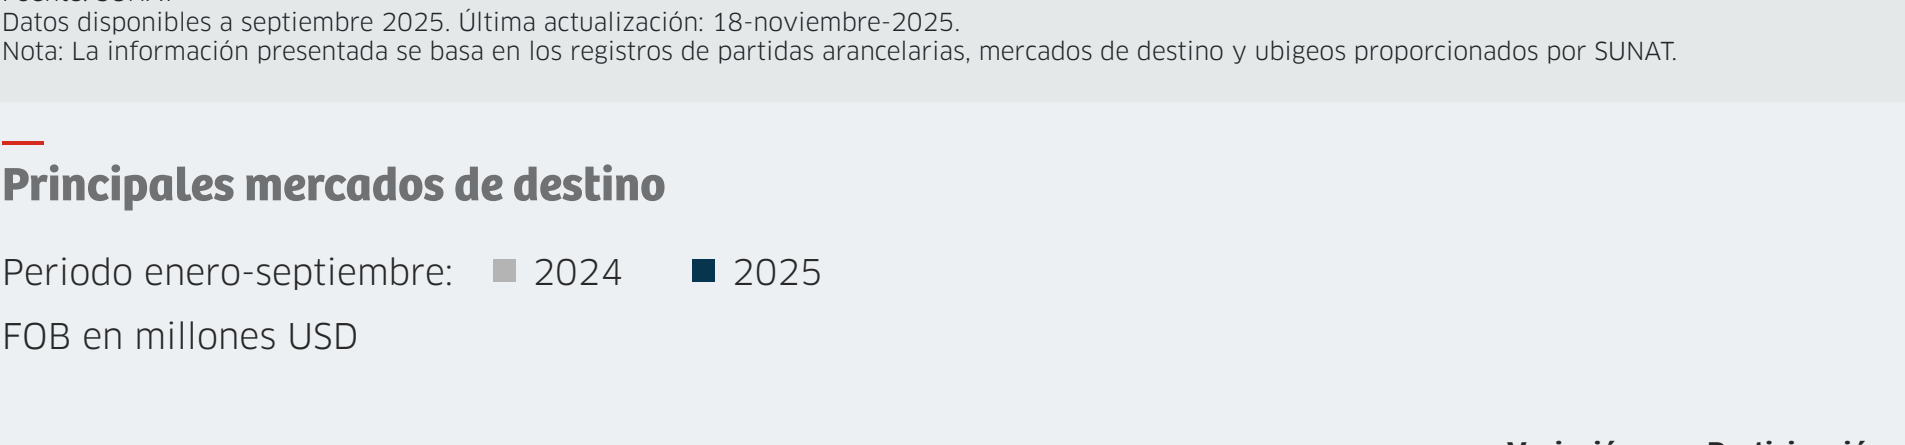 Fuente: SUNAT
Datos disponibles a septiembre 2025. Última actualización: 18-noviembre-2025.
Nota: La información presentada se basa en los registros de partidas arancelarias, mercados de destino y ubigeos proporcionados por SUNAT.
Principales mercados de destino
Periodo enero-septiembre: 2024 2025
FOB en millones USD